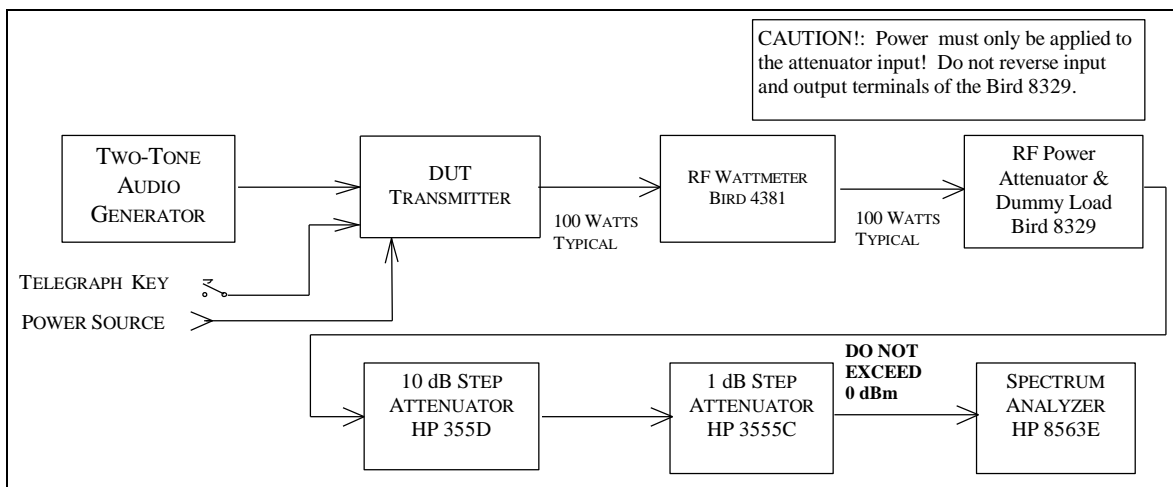 CAUTION!: Power must only be applied to
the attenuator input! Do not reverse input
and output terminals of the Bird 8329.
TWO-TONE
AUDIO
GENERATOR
DUT
TRANSMITTER
RF WATTMETER
BIRD 4381
RF Power
Attenuator &
Dummy Load
Bird 8329
100 WATTS
TYPICAL
100 WATTS
TYPICAL
TELEGRAPH KEY
POWER SOURCE
10 dB STEP
ATTENUATOR
HP 355D
1 dB STEP
ATTENUATOR
HP 3555C
DO NOT
EXCEED
0 dBm
SPECTRUM
ANALYZER
HP 8563E